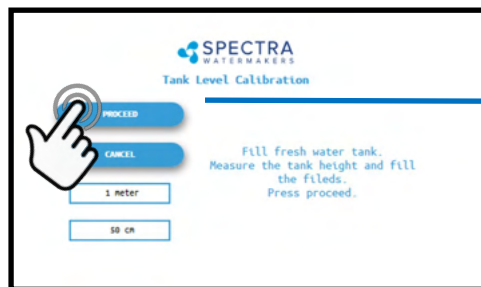 SPECTRA
WATERMAKERS
Tank Level Calibration
PROCEED
CANCEL
1 meter
50 cm
Fill fresh water tank.
Measure the tank height and fill
the fileds.
Press proceed.